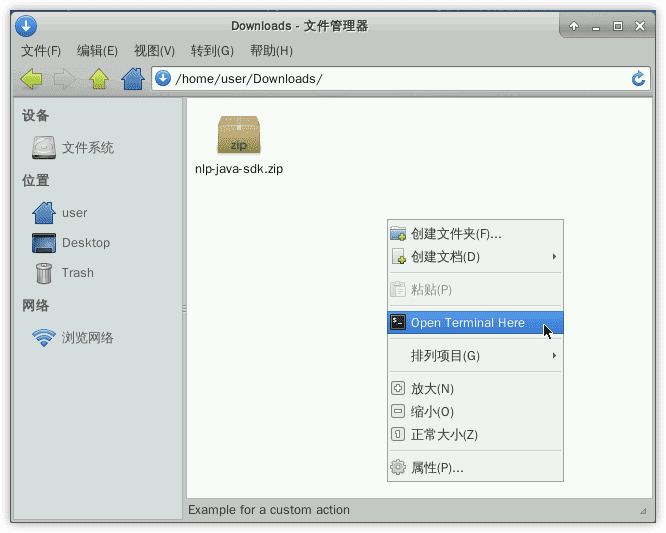 Downloads - 文件管理器
文件(F) 编辑(E) 视图(V) 转到(G) 帮助(H)
/home/user/Downloads/
设备
文件系统
位置
user
Desktop
Trash
网络
浏览网络
zip
nlp-java-sdk.zip
创建文件夹(F)...
创建文档(D)
粘贴(P)
$-
Open Terminal Here
排列项目(G)
放大(N)
缩小(O)
正常大小(Z)
属性(P)...
Example for a custom action